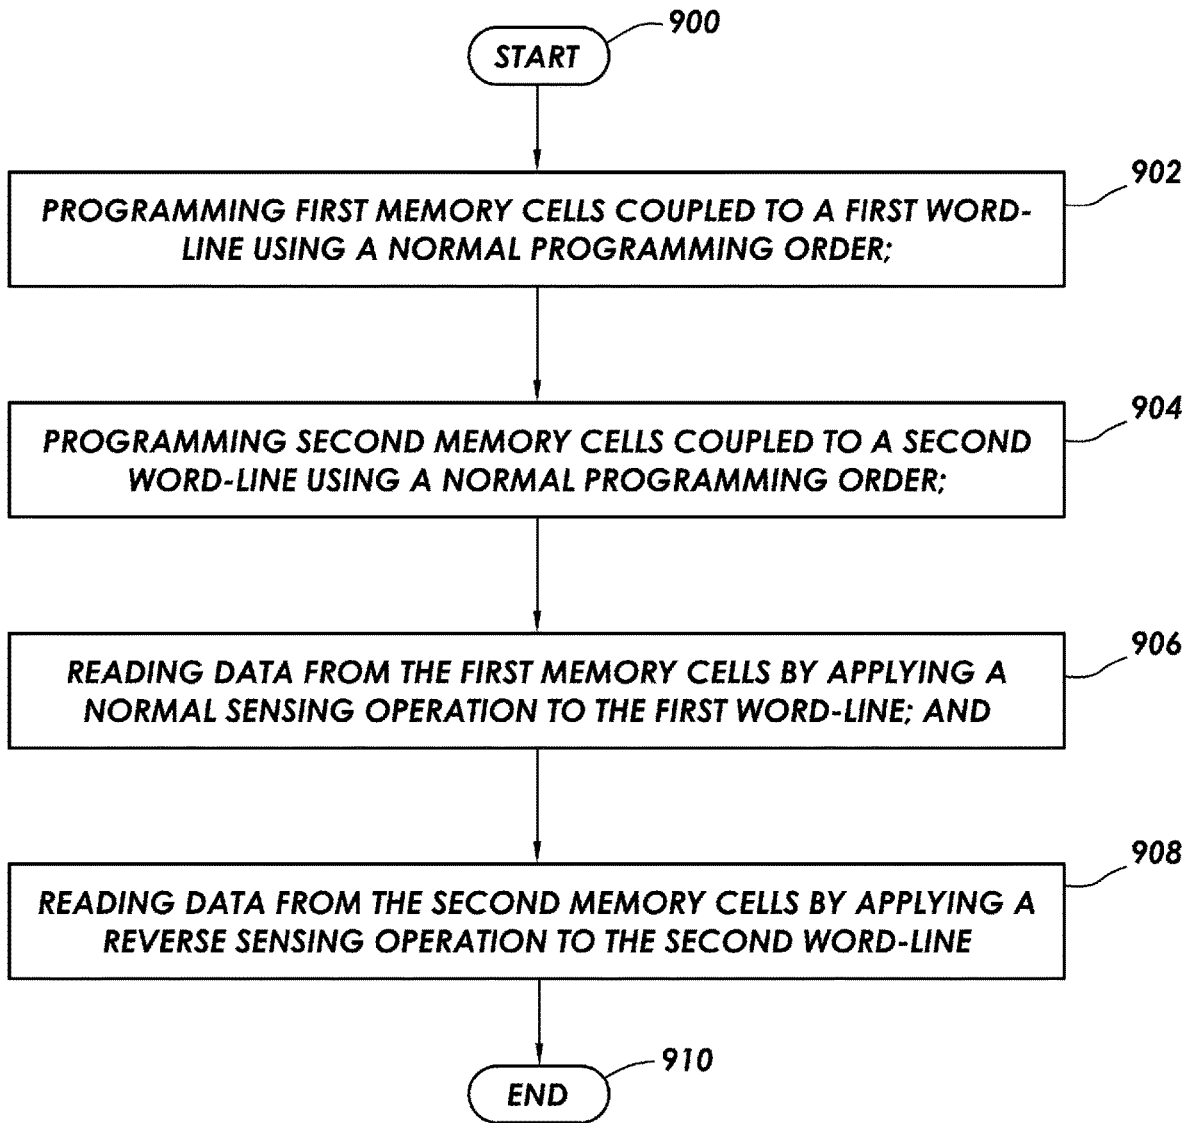 900
START
902
PROGRAMMING FIRST MEMORY CELLS COUPLED TO A FIRST WORD-
LINE USING A NORMAL PROGRAMMING ORDER;
904
PROGRAMMING SECOND MEMORY CELLS COUPLED TO A SECOND
WORD-LINE USING A NORMAL PROGRAMMING ORDER;
906
READING DATA FROM THE FIRST MEMORY CELLS BY APPLYING A
NORMAL SENSING OPERATION TO THE FIRST WORD-LINE; AND
908
READING DATA FROM THE SECOND MEMORY CELLS BY APPLYING A
REVERSE SENSING OPERATION TO THE SECOND WORD-LINE
910
END